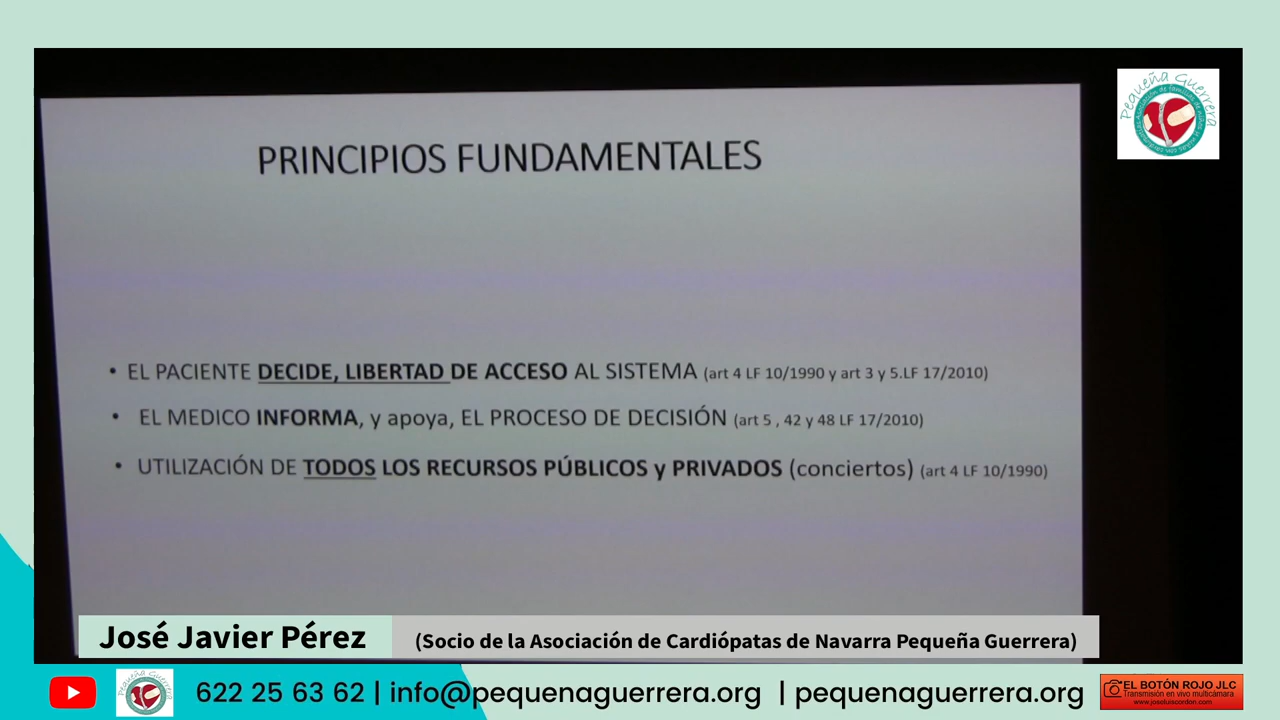 PRINCIPIOS FUNDAMENTALES
• EL PACIENTE DECIDE, LIBERTAD DE ACCESO AL SISTEMA (art 4 LF 10/1990 y art 3 y 5.LF 17/2010)
• EL MEDICO INFORMA, y apoya, EL PROCESO DE DECISIÓN (art 5 , 42 y 48 LF 17/2010)
• UTILIZACIÓN DE TODOS LOS RECURSOS PÚBLICOS y PRIVADOS (conciertos) (art 4 LF 10/1990)
Pequeña Guerrera
José Javier Pérez
(Socio de la Asociación de Cardiópatas de Navarra Pequeña Guerrera)
622 25 63 62 | info@pequenaguerrera.org | pequenaguerrera.org
EL BOTÓN ROJO JLC
Transmisión en vivo multicámara
www.joseluiscordon.com